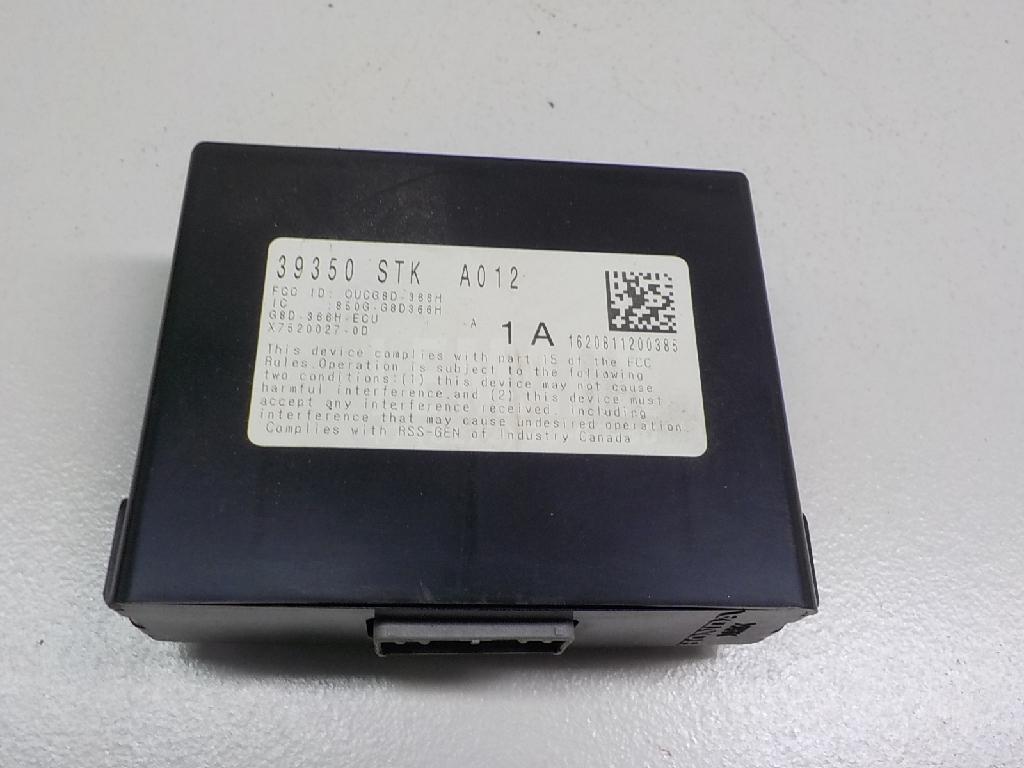 39350 STK A012
FCC ID: OUCG8D-366H
IC :850G-G8D366H
G8D-366H-ECU
X7520027-0D -A
1A 1620811200385
This device complies with part 15 of the FCC
Rules.Operation is subject to the following
two conditions:(1) this device may not cause
harmful interference,and (2) this device must
accept any interference received, including
interference that may cause undesired operation.
Complies with RSS-GEN of Industry Canada